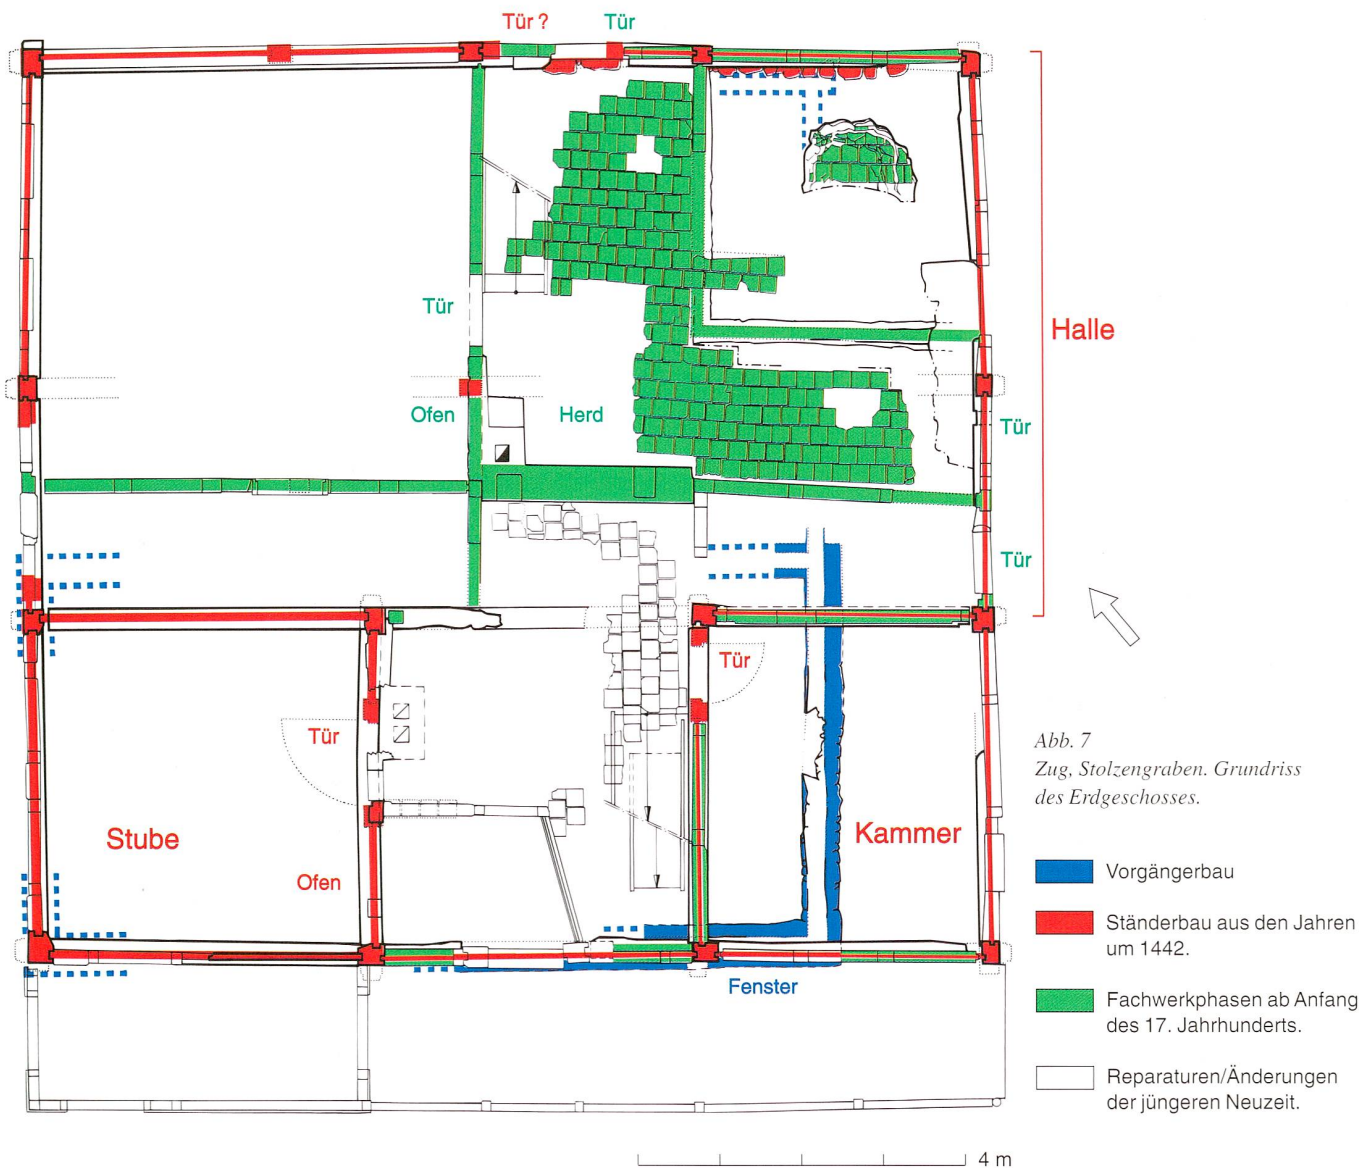 Tür ?
Tür
Tür
Halle
Ofen
Herd
Tür
Tür
Tür
Tür
Stube
Kammer
Ofen
Fenster
Abb. 7
Zug, Stolzengraben. Grundriss
des Erdgeschosses.
Vorgängerbau
Ständerbau aus den Jahren
um 1442.
Fachwerkphasen ab Anfang
des 17. Jahrhunderts.
Reparaturen/Änderungen
der jüngeren Neuzeit.
4 m